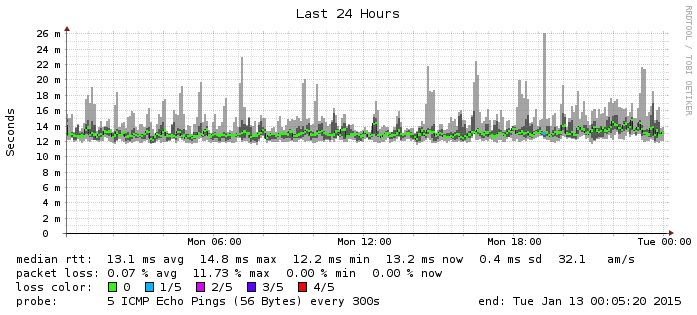 Last 24 Hours
RRDTOOL / TOBI OETIKER
Seconds
26 m
24 m
22 m
20 m
18 m
16 m
14 m
12 m
10 m
8 m
6 m
4 m
2 m
0
Mon 06:00 Mon 12:00 Mon 18:00 Tue 00:00
median rtt: 13.1 ms avg 14.8 ms max 12.2 ms min 13.2 ms now 0.4 ms sd 32.1 am/s
packet loss: 0.07 % avg 11.73 % max 0.00 % min 0.00 % now
loss color: 0 1/5 2/5 3/5 4/5
probe: 5 ICMP Echo Pings (56 Bytes) every 300s end: Tue Jan 13 00:05:20 2015